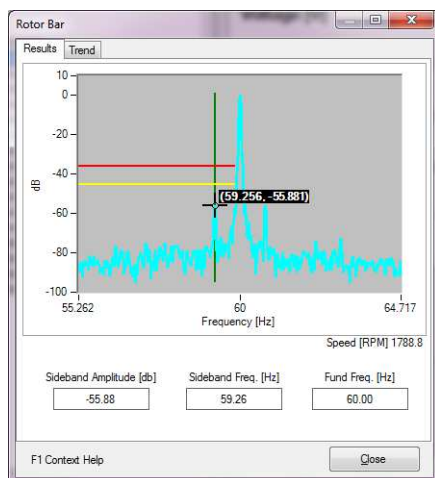 Rotor Bar
Results Trend
10
0
-20
-40
-60
-80
-100
dB
(59.256, -55.881)
55.262 60 64.717
Frequency [Hz]
Speed [RPM] 1788.8
Sideband Amplitude [db] Sideband Freq. [Hz] Fund Freq. [Hz]
-55.88 59.26 60.00
F1 Context Help Close